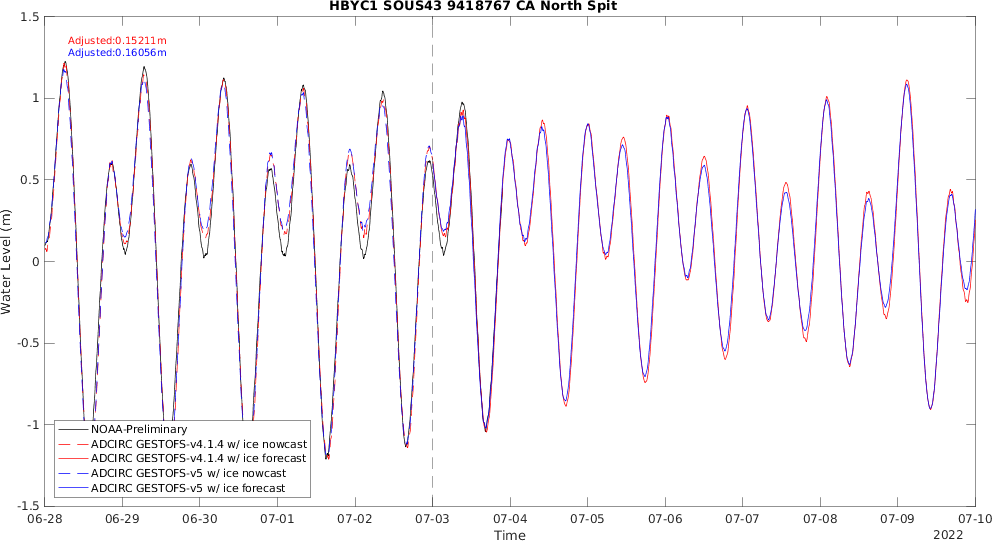 HBYC1 SOUS43 9418767 CA North Spit
Adjusted:0.15211m
Adjusted:0.16056m
1.5
1
0.5
0
-0.5
-1
-1.5
Water Level (m)
NOAA-Preliminary
ADCIRC GESTOFS-v4.1.4 w/ ice nowcast
ADCIRC GESTOFS-v4.1.4 w/ ice forecast
ADCIRC GESTOFS-v5 w/ ice nowcast
ADCIRC GESTOFS-v5 w/ ice forecast
06-28 06-29 06-30 07-01 07-02 07-03 07-04 07-05 07-06 07-07 07-08 07-09 07-10
Time
2022